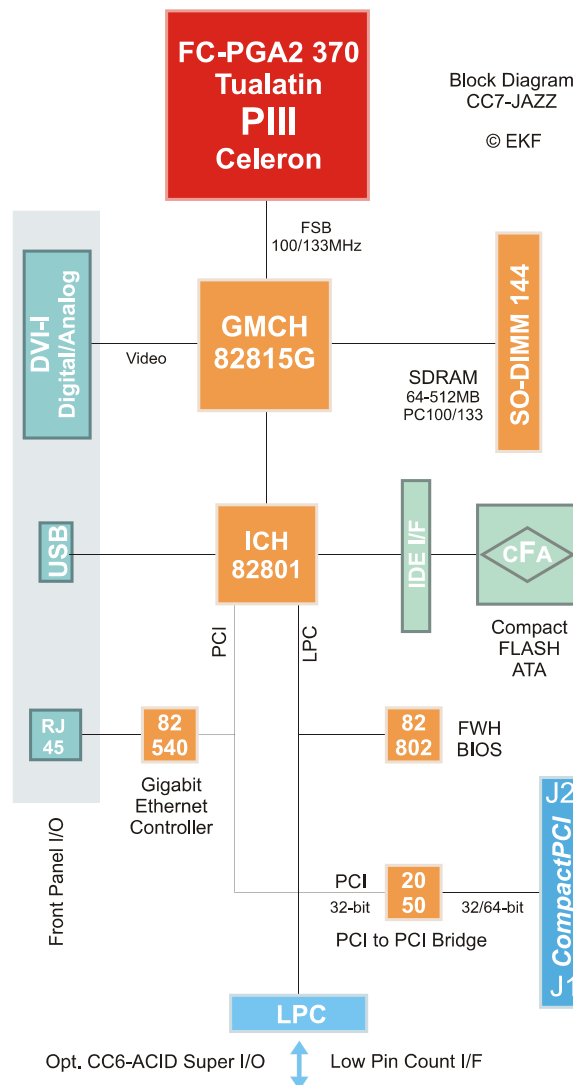 FC-PGA2 370
Tualatin
PIII
Celeron
Block Diagram
CC7-JAZZ
© EKF
FSB
100/133MHz
DVI-I
Digital/Analog
Video
GMCH
82815G
SDRAM
64-512MB
PC100/133
SO-DIMM 144
USB
ICH
82801
IDE I/F
CFA
Compact
FLASH
ATA
PCI
LPC
RJ
45
82
540
Gigabit
Ethernet
Controller
82
802
FWH
BIOS
Front Panel I/O
PCI
32-bit
20
50
32/64-bit
PCI to PCI Bridge
J2
CompactPCI
J1
LPC
Opt. CC6-ACID Super I/O
Low Pin Count I/F